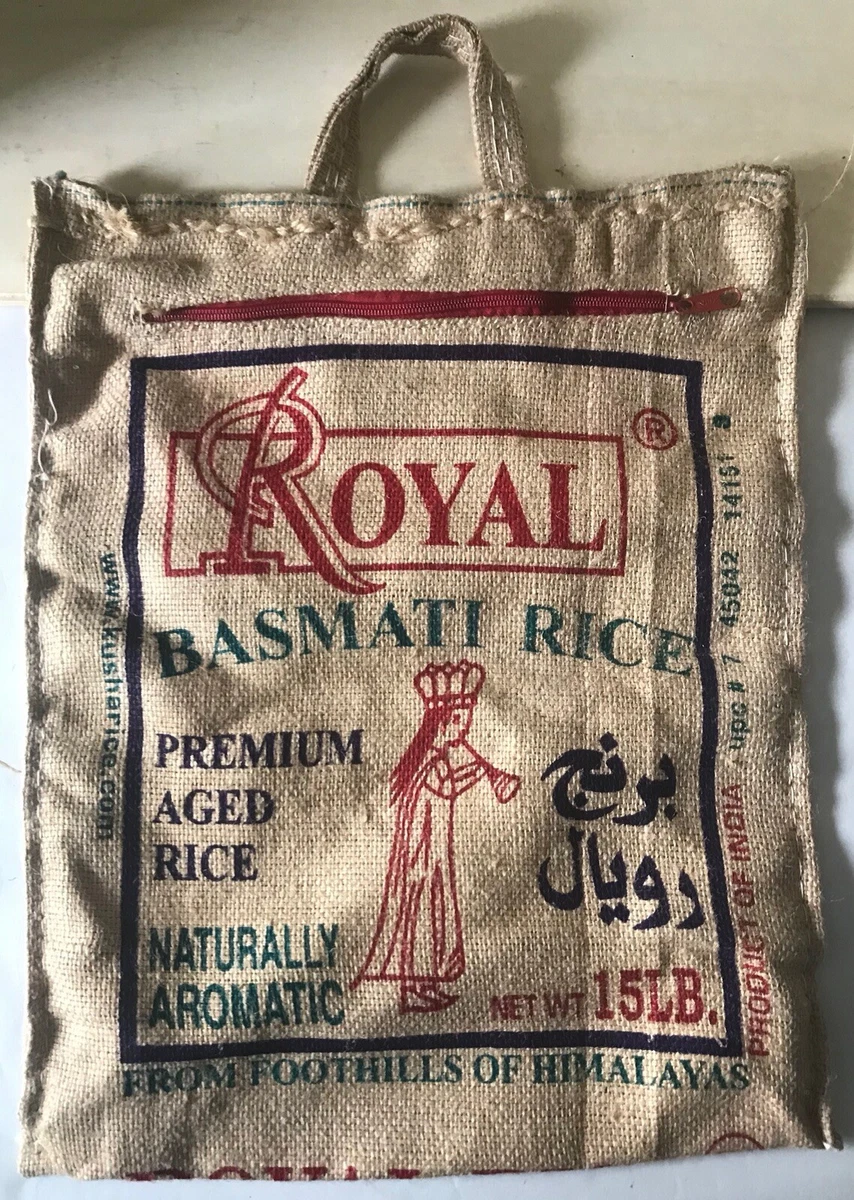 ROYAL ®
BASMATI RICE
PREMIUM
AGED
RICE
برنج
رويال
NATURALLY
AROMATIC
NET WT 15LB.
FROM FOOTHILLS OF HIMALAYAS
www.kusharice.com
PRODUCT OF INDIA upc # 7 45042 14151 8